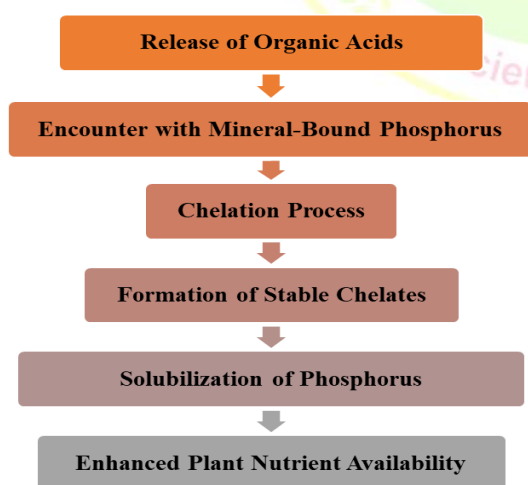 Release of Organic Acids
Encounter with Mineral-Bound Phosphorus
Chelation Process
Formation of Stable Chelates
Solubilization of Phosphorus
Enhanced Plant Nutrient Availability